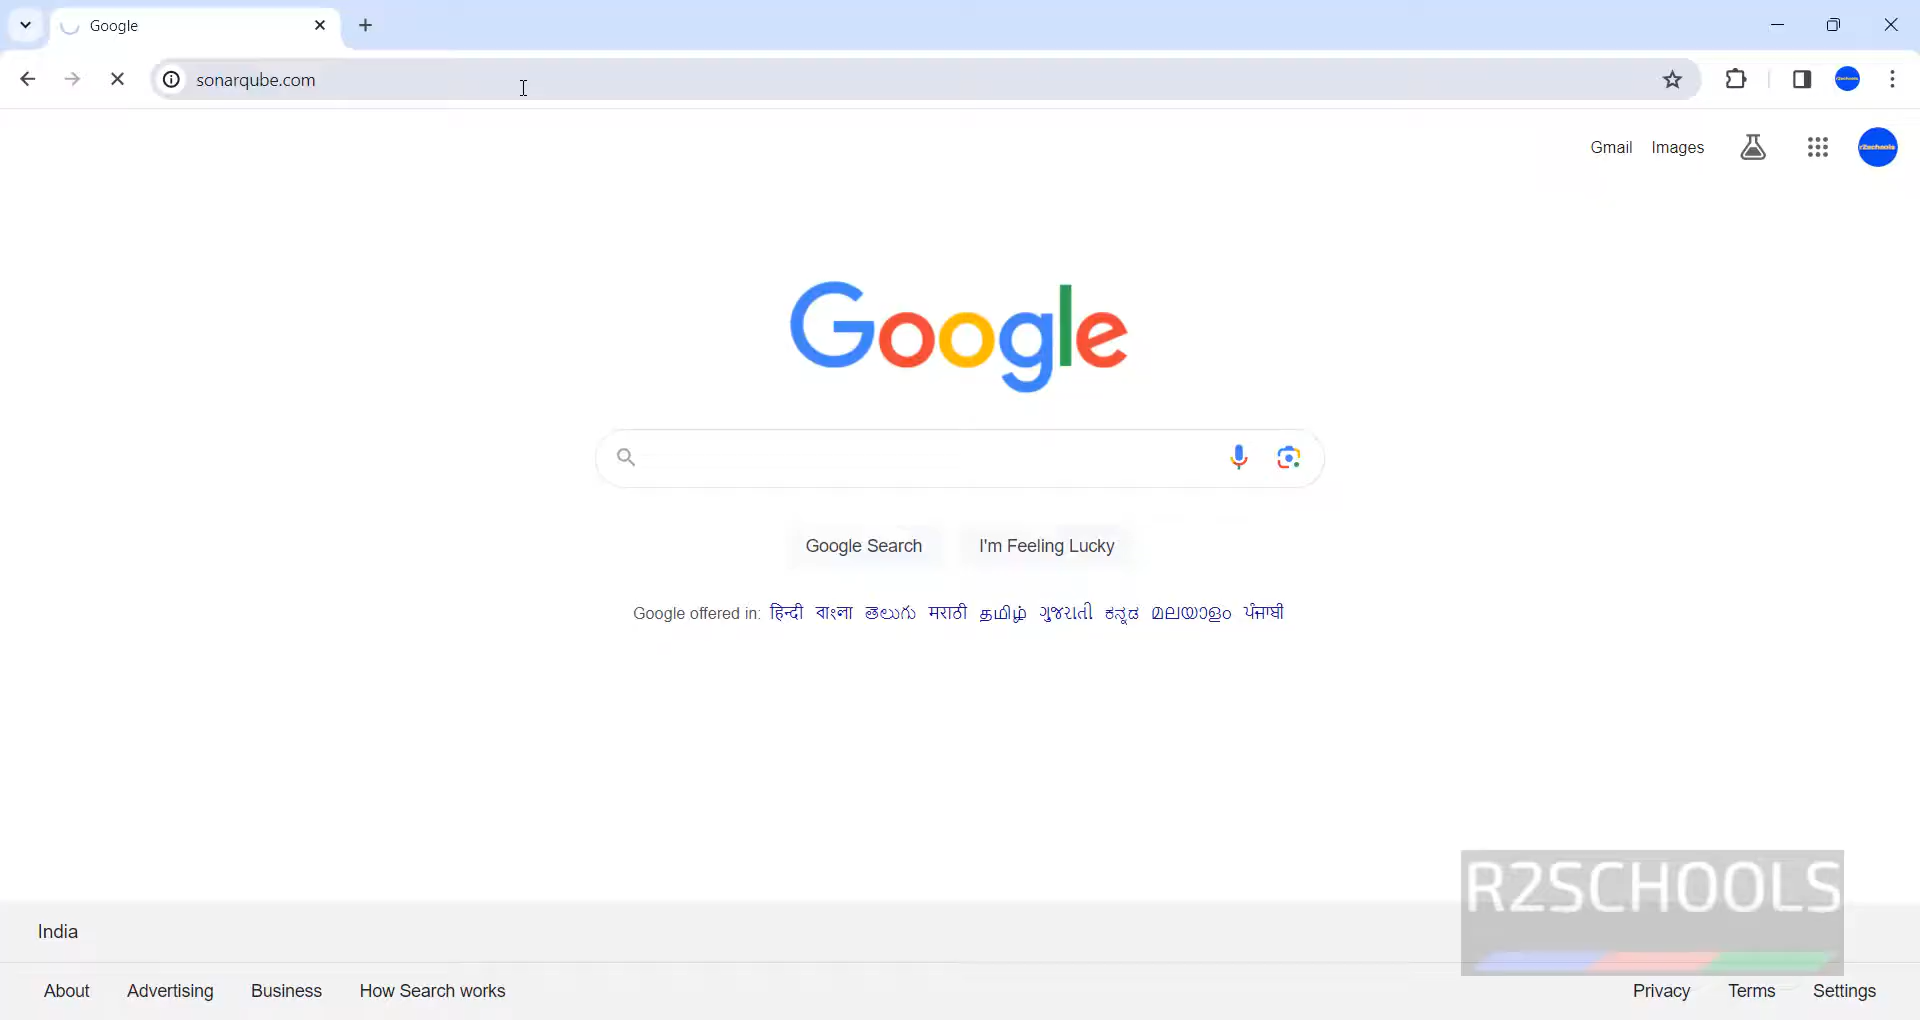 Google
sonarqube.com
Gmail Images
r2schools
Google
Google Search I'm Feeling Lucky
Google offered in: हिन्दी বাংলা తెలుగు मराठी தமிழ் ગુજરાતી ಕನ್ನಡ മലയാളം ਪੰਜਾਬੀ
R2SCHOOLS
India
About Advertising Business How Search works Privacy Terms Settings